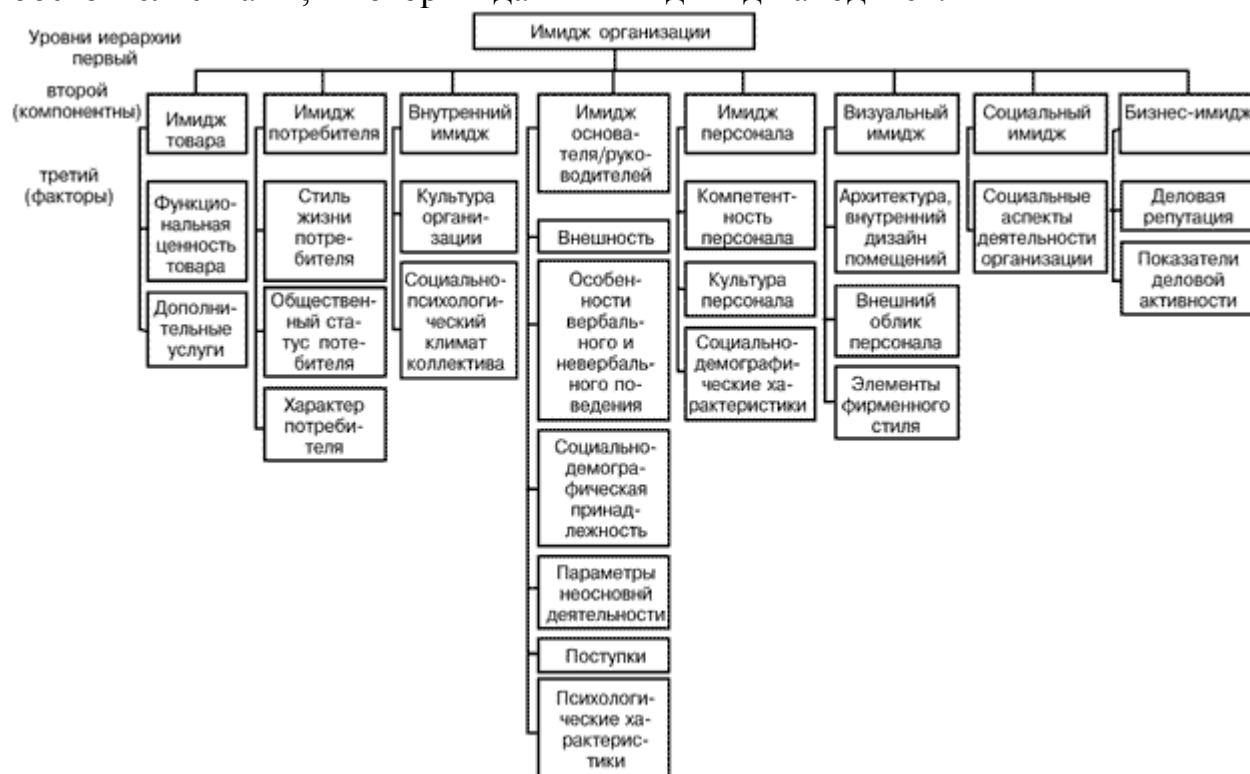 Имидж организации
Уровни иерархии
первый
второй
(компонентны)
третий
(факторы)
Имидж
товара
Функцио-
нальная
ценность
товара
Дополни-
тельные
услуги
Имидж
потребителя
Стиль
жизни
потре-
бителя
Обществен-
ный ста-
тус поте-
бителя
Характер
потреби-
теля
Внутренний
имидж
Культура
органи-
зации
Социально-
психологи-
ческий
климат
коллектива
Имидж
основа-
теля/руко-
водителей
Внешность
Особен-
ности
вербаль-
ного и
невербаль-
ного по-
ведения
Социально-
демогра-
фическая
принад-
лежность
Параметры
неосновнй
деятельности
Поступки
Психологи-
ческие ха-
рактерис-
тики
Имидж
персонала
Компетент-
ность
персонала
Культура
персонала
Социально-
демографи-
ческие ха-
рактеристики
Визуальный
имидж
Архитектура,
внутренний
дизайн
помещений
Внешний
облик
персонала
Элементы
фирменного
стиля
Социальный
имидж
Социальные
аспекты
деятельности
организации
Бизнес-имидж
Деловая
репутация
Показатели
деловой
активности